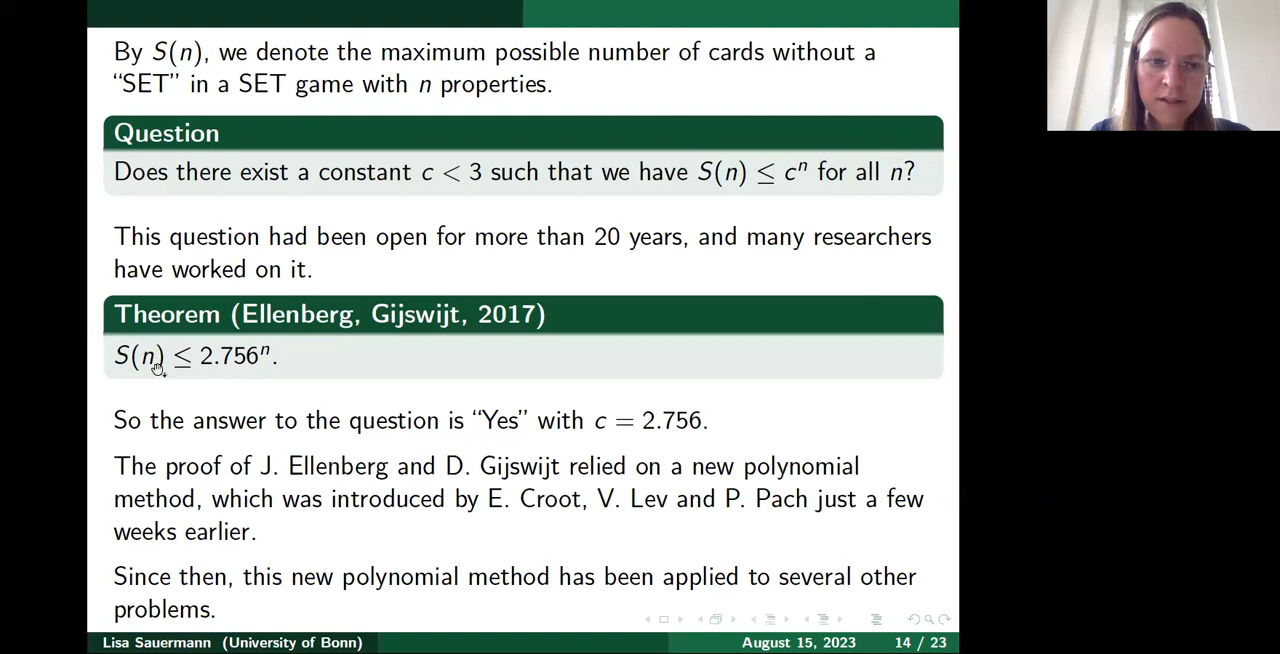 By S(n), we denote the maximum possible number of cards without a
“SET” in a SET game with n properties.
Question
Does there exist a constant c < 3 such that we have S(n) ≤ cⁿ for all n?
This question had been open for more than 20 years, and many researchers
have worked on it.
Theorem (Ellenberg, Gijswijt, 2017)
S(n) ≤ 2.756ⁿ.
So the answer to the question is “Yes” with c = 2.756.
The proof of J. Ellenberg and D. Gijswijt relied on a new polynomial
method, which was introduced by E. Croot, V. Lev and P. Pach just a few
weeks earlier.
Since then, this new polynomial method has been applied to several other
problems.
Lisa Sauermann (University of Bonn) August 15, 2023 14 / 23